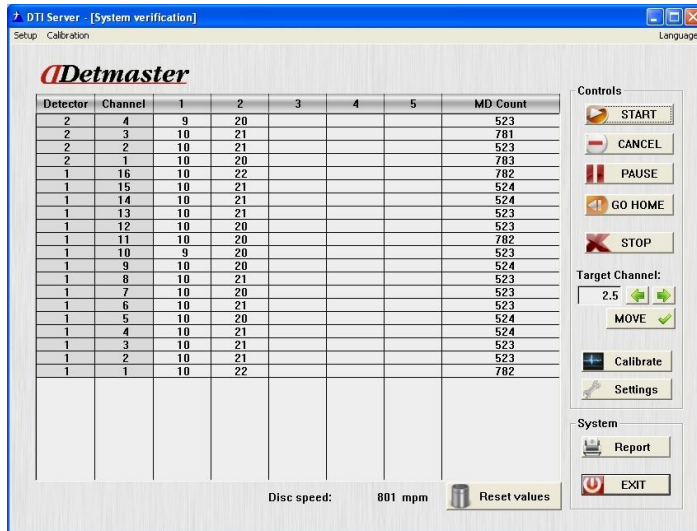 DTI Server - [System verification]
Setup Calibration Language
Detmaster
Detector Channel 1 2 3 4 5 MD Count
2 4 9 20 523
2 3 10 21 781
2 2 10 21 523
2 1 10 20 783
1 16 10 22 782
1 15 10 21 524
1 14 10 21 524
1 13 10 21 523
1 12 10 20 523
1 11 10 20 782
1 10 9 20 523
1 9 10 20 524
1 8 10 21 523
1 7 10 20 523
1 6 10 21 523
1 5 10 20 524
1 4 10 21 524
1 3 10 21 523
1 2 10 21 523
1 1 10 22 782
Disc speed: 801 mpm
Reset values
Controls
START
CANCEL
PAUSE
GO HOME
STOP
Target Channel:
2.5
MOVE
Calibrate
Settings
System
Report
EXIT